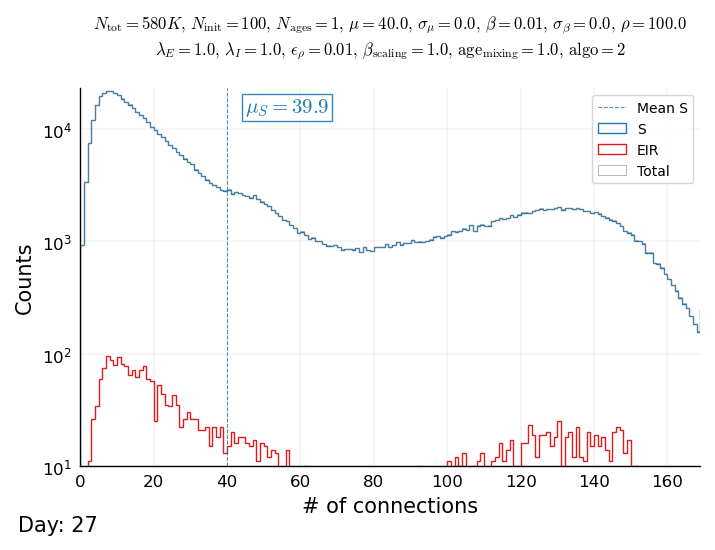 N_tot = 580K, N_init = 100, N_ages = 1, μ = 40.0, σ_μ = 0.0, β = 0.01, σ_β = 0.0, ρ = 100.0
λ_E = 1.0, λ_I = 1.0, ϵ_ρ = 0.01, β_scaling = 1.0, age_mixing = 1.0, algo = 2
μ_S = 39.9
Mean S
S
EIR
Total
Counts
10^4
10^3
10^2
10^1
0 20 40 60 80 100 120 140 160
# of connections
Day: 27